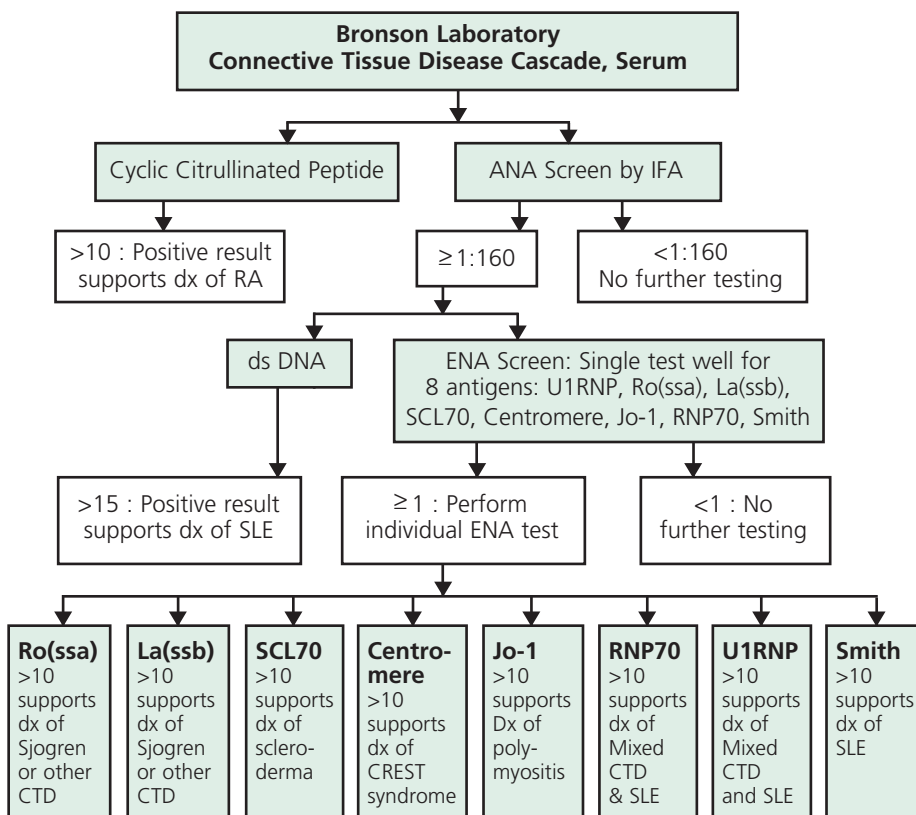 Bronson Laboratory
Connective Tissue Disease Cascade, Serum
Cyclic Citrullinated Peptide
ANA Screen by IFA
>10 : Positive result
supports dx of RA
≥1:160
<1:160
No further testing
ds DNA
ENA Screen: Single test well for
8 antigens: U1RNP, Ro(ssa), La(ssb),
SCL70, Centromere, Jo-1, RNP70, Smith
>15 : Positive result
supports dx of SLE
≥1 : Perform
individual ENA test
<1 : No
further testing
Ro(ssa)
>10
supports
dx of
Sjogren
or other
CTD
La(ssb)
>10
supports
dx of
Sjogren
or other
CTD
SCL70
>10
supports
dx of
sclero-
derma
Centro-
mere
>10
supports
dx of
CREST
syndrome
Jo-1
>10
supports
Dx of
poly-
myositis
RNP70
>10
supports
dx of
Mixed
CTD
& SLE
U1RNP
>10
supports
dx of
Mixed
CTD
and SLE
Smith
>10
supports
dx of
SLE